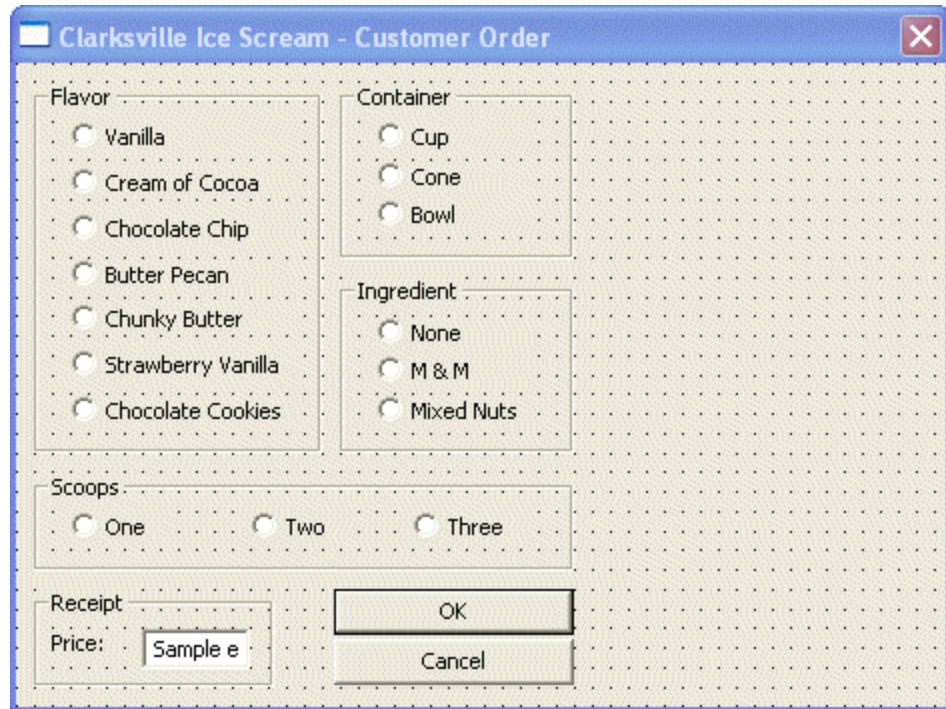 Clarksville Ice Scream - Customer Order
Flavor
Vanilla
Cream of Cocoa
Chocolate Chip
Butter Pecan
Chunky Butter
Strawberry Vanilla
Chocolate Cookies
Container
Cup
Cone
Bowl
Ingredient
None
M & M
Mixed Nuts
Scoops
One
Two
Three
Receipt
Price:
Sample e
OK
Cancel